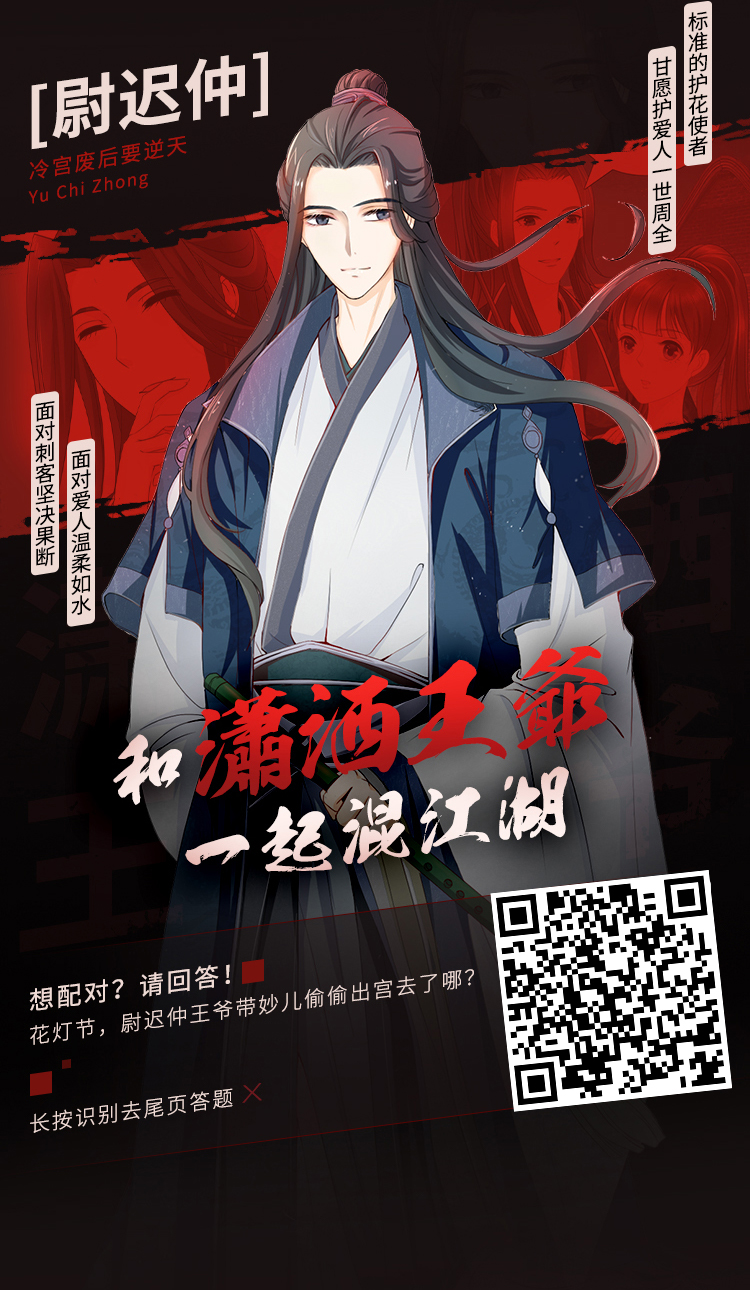 [尉迟仲]
冷宫废后要逆天
Yu Chi Zhong
标准的护花使者
甘愿护爱人一世周全
面对刺客坚决果断
面对爱人温柔如水
和瀟洒王爺
一起混江湖
想配对？请回答！
花灯节，尉迟仲王爷带妙儿偷偷出宫去了哪？
长按识别去尾页答题